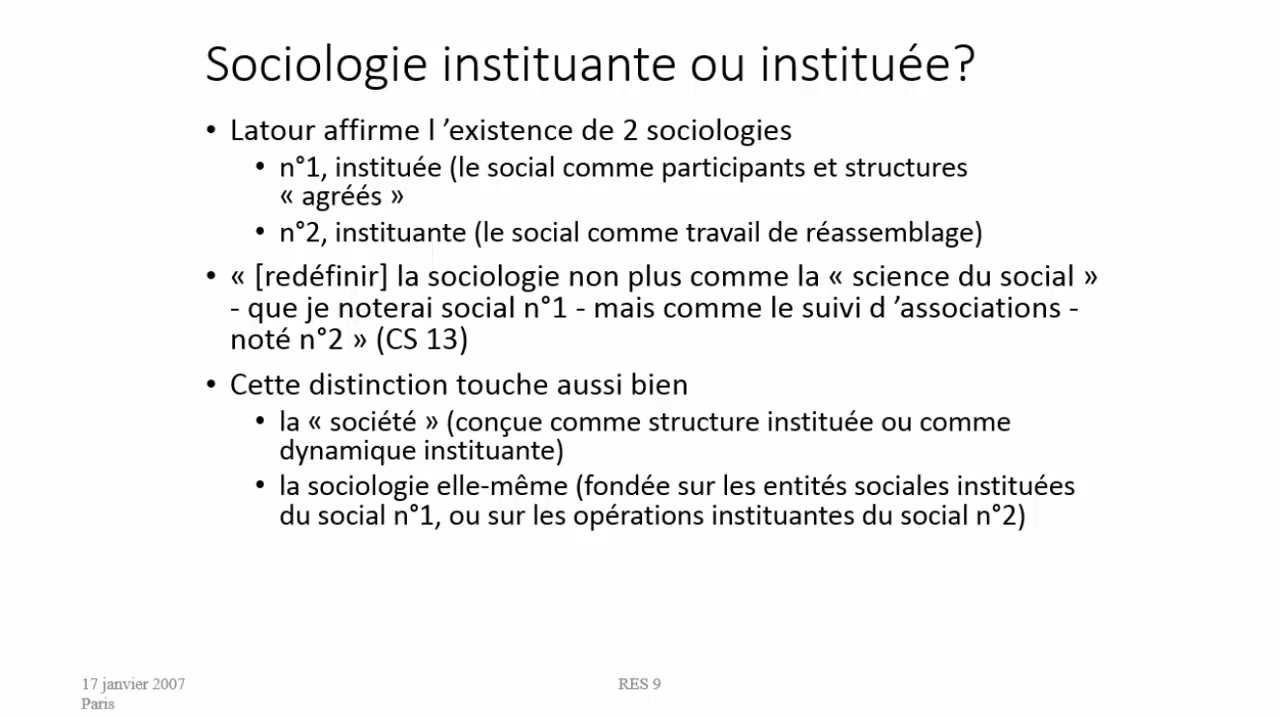 Sociologie instituante ou instituée?
• Latour affirme l ’existence de 2 sociologies
• n°1, instituée (le social comme participants et structures
« agréés »
• n°2, instituante (le social comme travail de réassemblage)
• « [redéfinir] la sociologie non plus comme la « science du social »
- que je noterai social n°1 - mais comme le suivi d ’associations -
noté n°2 » (CS 13)
• Cette distinction touche aussi bien
• la « société » (conçue comme structure instituée ou comme
dynamique instituante)
• la sociologie elle-même (fondée sur les entités sociales instituées
du social n°1, ou sur les opérations instituantes du social n°2)
17 janvier 2007
Paris
RES 9